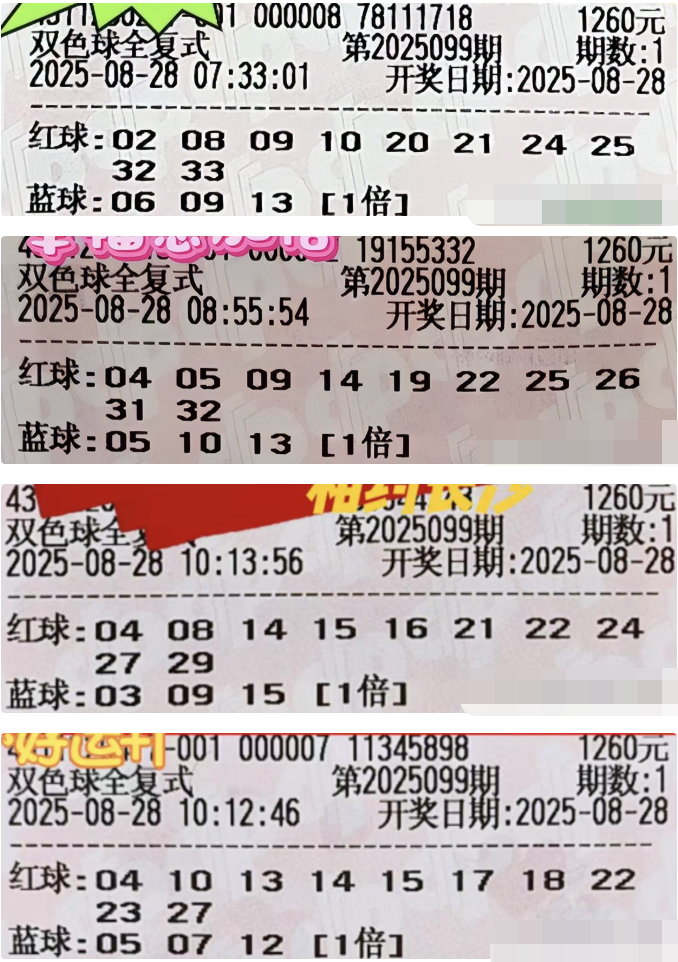 -001 000008 78111718 1260元
双色球全复式 第2025099期 期数:1
2025-08-28 07:33:01 开奖日期:2025-08-28
红球:02 08 09 10 20 21 24 25
32 33
蓝球:06 09 13 [1倍]
19155332 1260元
双色球全复式 第2025099期 期数:1
2025-08-28 08:55:54 开奖日期:2025-08-28
红球:04 05 09 14 19 22 25 26
31 32
蓝球:05 10 13 [1倍]
1260元
双色球全复式 第2025099期 期数:1
2025-08-28 10:13:56 开奖日期:2025-08-28
红球:04 08 14 15 16 21 22 24
27 29
蓝球:03 09 15 [1倍]
好运
-001 000007 11345898 1260元
双色球全复式 第2025099期 期数:1
2025-08-28 10:12:46 开奖日期:2025-08-28
红球:04 10 13 14 15 17 18 22
23 27
蓝球:05 07 12 [1倍]